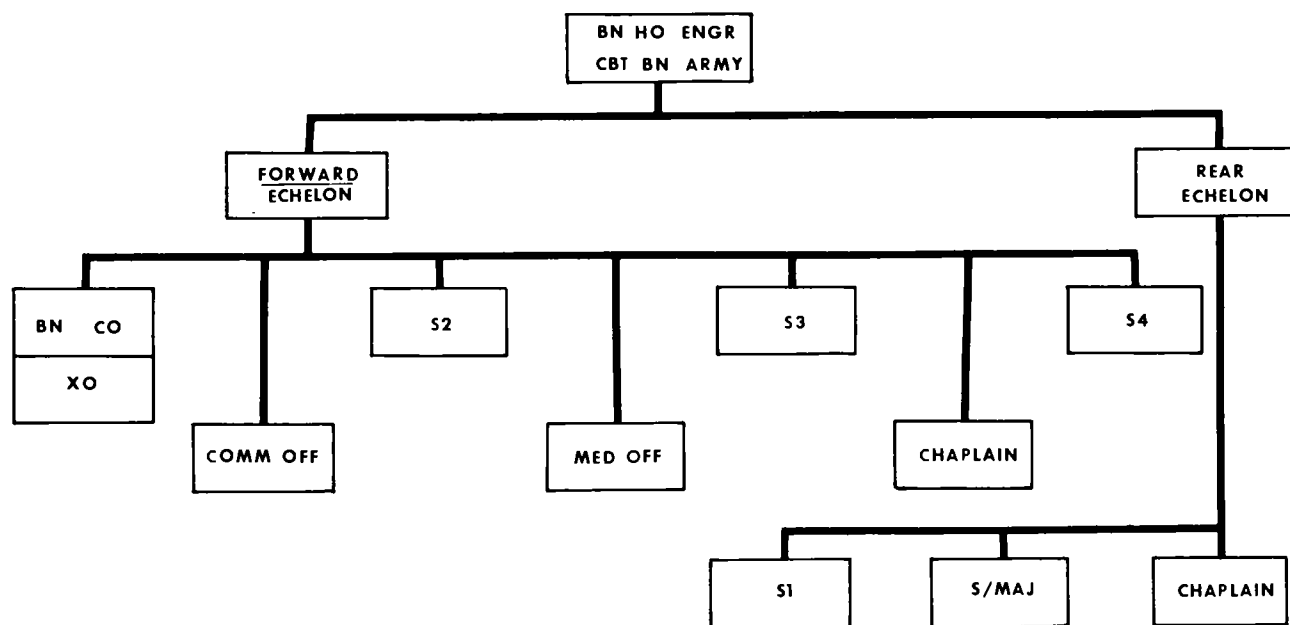 BN HO ENGR
CBT BN ARMY
FORWARD
ECHELON
REAR
ECHELON
BN CO
XO
S2
S3
S4
COMM OFF
MED OFF
CHAPLAIN
S1
S/MAJ
CHAPLAIN